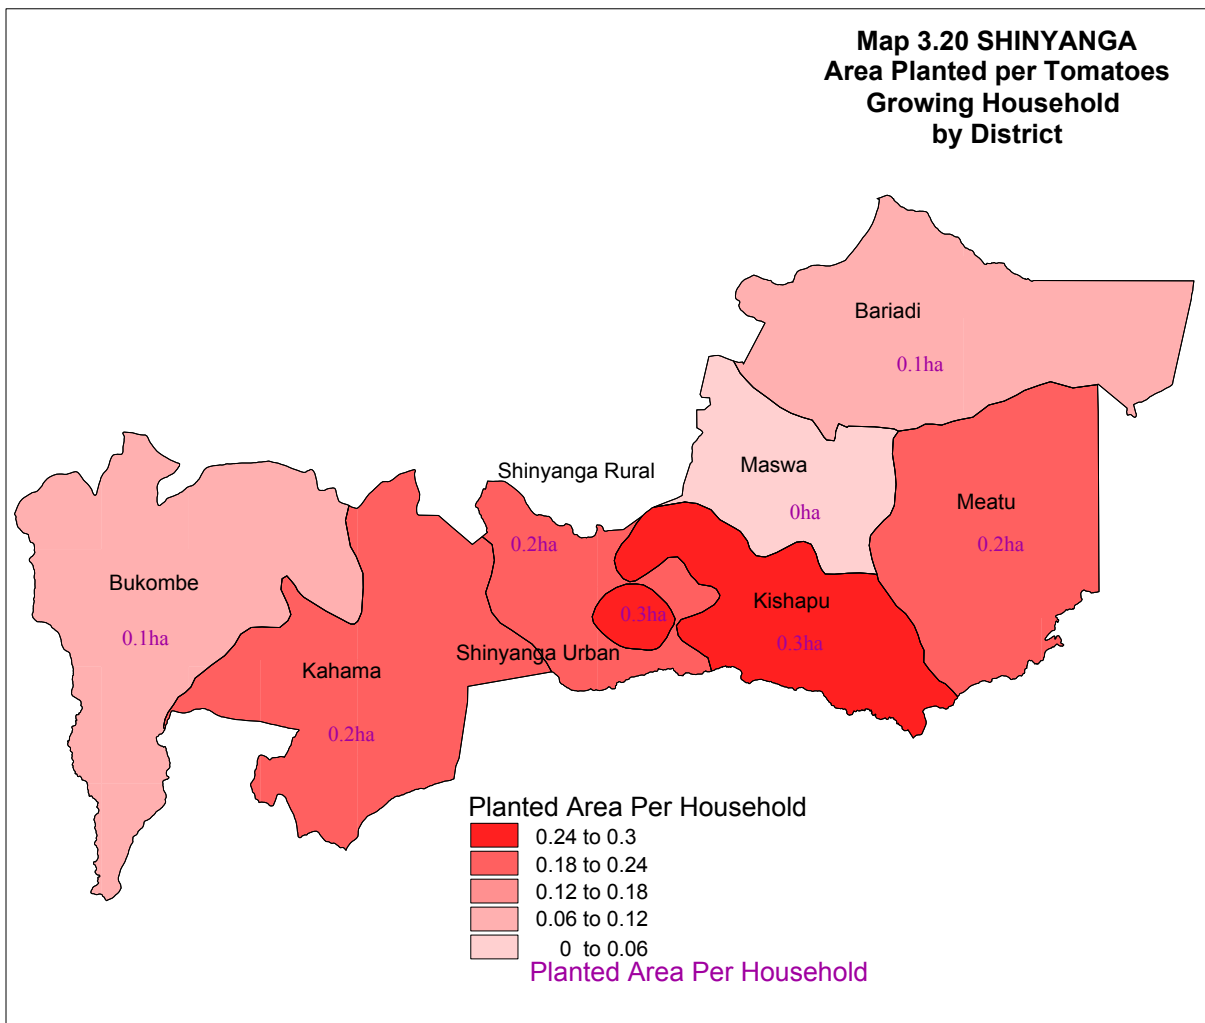 Map 3.20 SHINYANGA
Area Planted per Tomatoes
Growing Household
by District
Bariadi
0.1ha
Maswa
0ha
Meatu
0.2ha
Shinyanga Rural
0.2ha
Bukombe
0.1ha
Kishapu
0.3ha
0.3ha
Shinyanga Urban
Kahama
0.2ha
Planted Area Per Household
0.24 to 0.3
0.18 to 0.24
0.12 to 0.18
0.06 to 0.12
0 to 0.06
Planted Area Per Household